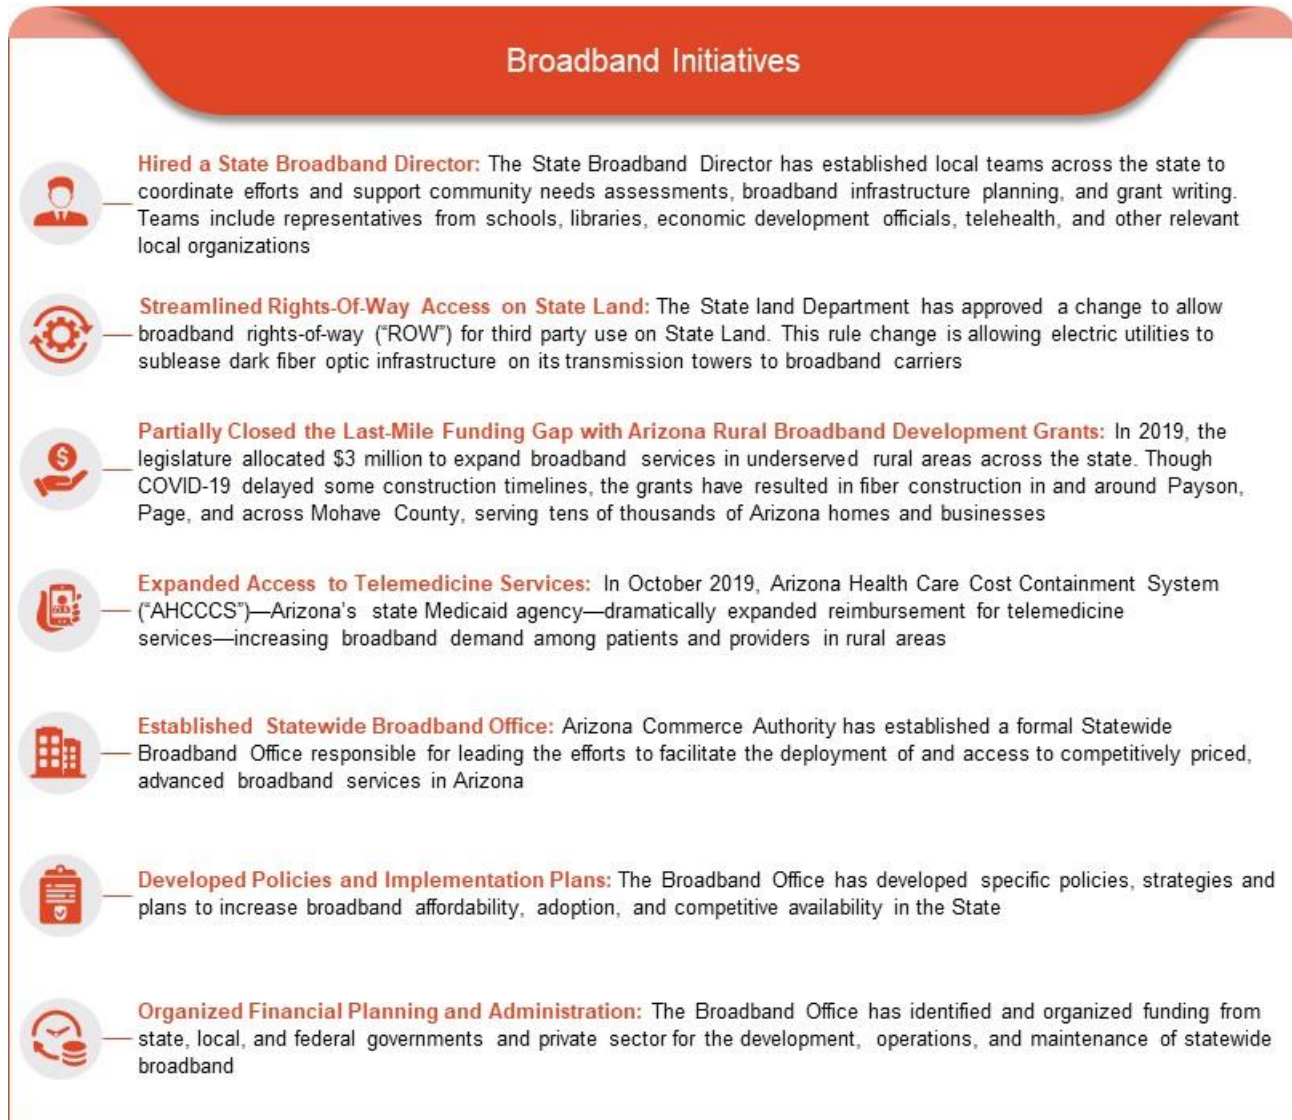 Broadband Initiatives
Hired a State Broadband Director: The State Broadband Director has established local teams across the state to
coordinate efforts and support community needs assessments, broadband infrastructure planning, and grant writing.
Teams include representatives from schools, libraries, economic development officials, telehealth, and other relevant
local organizations
Streamlined Rights-Of-Way Access on State Land: The State land Department has approved a change to allow
broadband rights-of-way (“ROW”) for third party use on State Land. This rule change is allowing electric utilities to
sublease dark fiber optic infrastructure on its transmission towers to broadband carriers
Partially Closed the Last-Mile Funding Gap with Arizona Rural Broadband Development Grants: In 2019, the
legislature allocated $3 million to expand broadband services in underserved rural areas across the state. Though
COVID-19 delayed some construction timelines, the grants have resulted in fiber construction in and around Payson,
Page, and across Mohave County, serving tens of thousands of Arizona homes and businesses
Expanded Access to Telemedicine Services: In October 2019, Arizona Health Care Cost Containment System
(“AHCCCS”)—Arizona’s state Medicaid agency—dramatically expanded reimbursement for telemedicine
services—increasing broadband demand among patients and providers in rural areas
Established Statewide Broadband Office: Arizona Commerce Authority has established a formal Statewide
Broadband Office responsible for leading the efforts to facilitate the deployment of and access to competitively priced,
advanced broadband services in Arizona
Developed Policies and Implementation Plans: The Broadband Office has developed specific policies, strategies and
plans to increase broadband affordability, adoption, and competitive availability in the State
Organized Financial Planning and Administration: The Broadband Office has identified and organized funding from
state, local, and federal governments and private sector for the development, operations, and maintenance of statewide
broadband